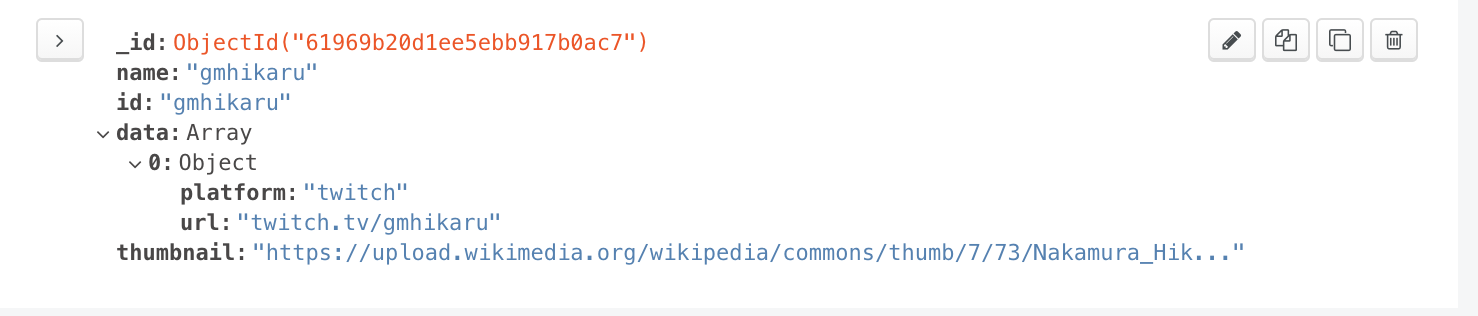 _id: ObjectId("61969b20d1ee5ebb917b0ac7")
name: "gmhikaru"
id: "gmhikaru"
data: Array
0: Object
platform: "twitch"
url: "twitch.tv/gmhikaru"
thumbnail: "https://upload.wikimedia.org/wikipedia/commons/thumb/7/73/Nakamura_Hik..."